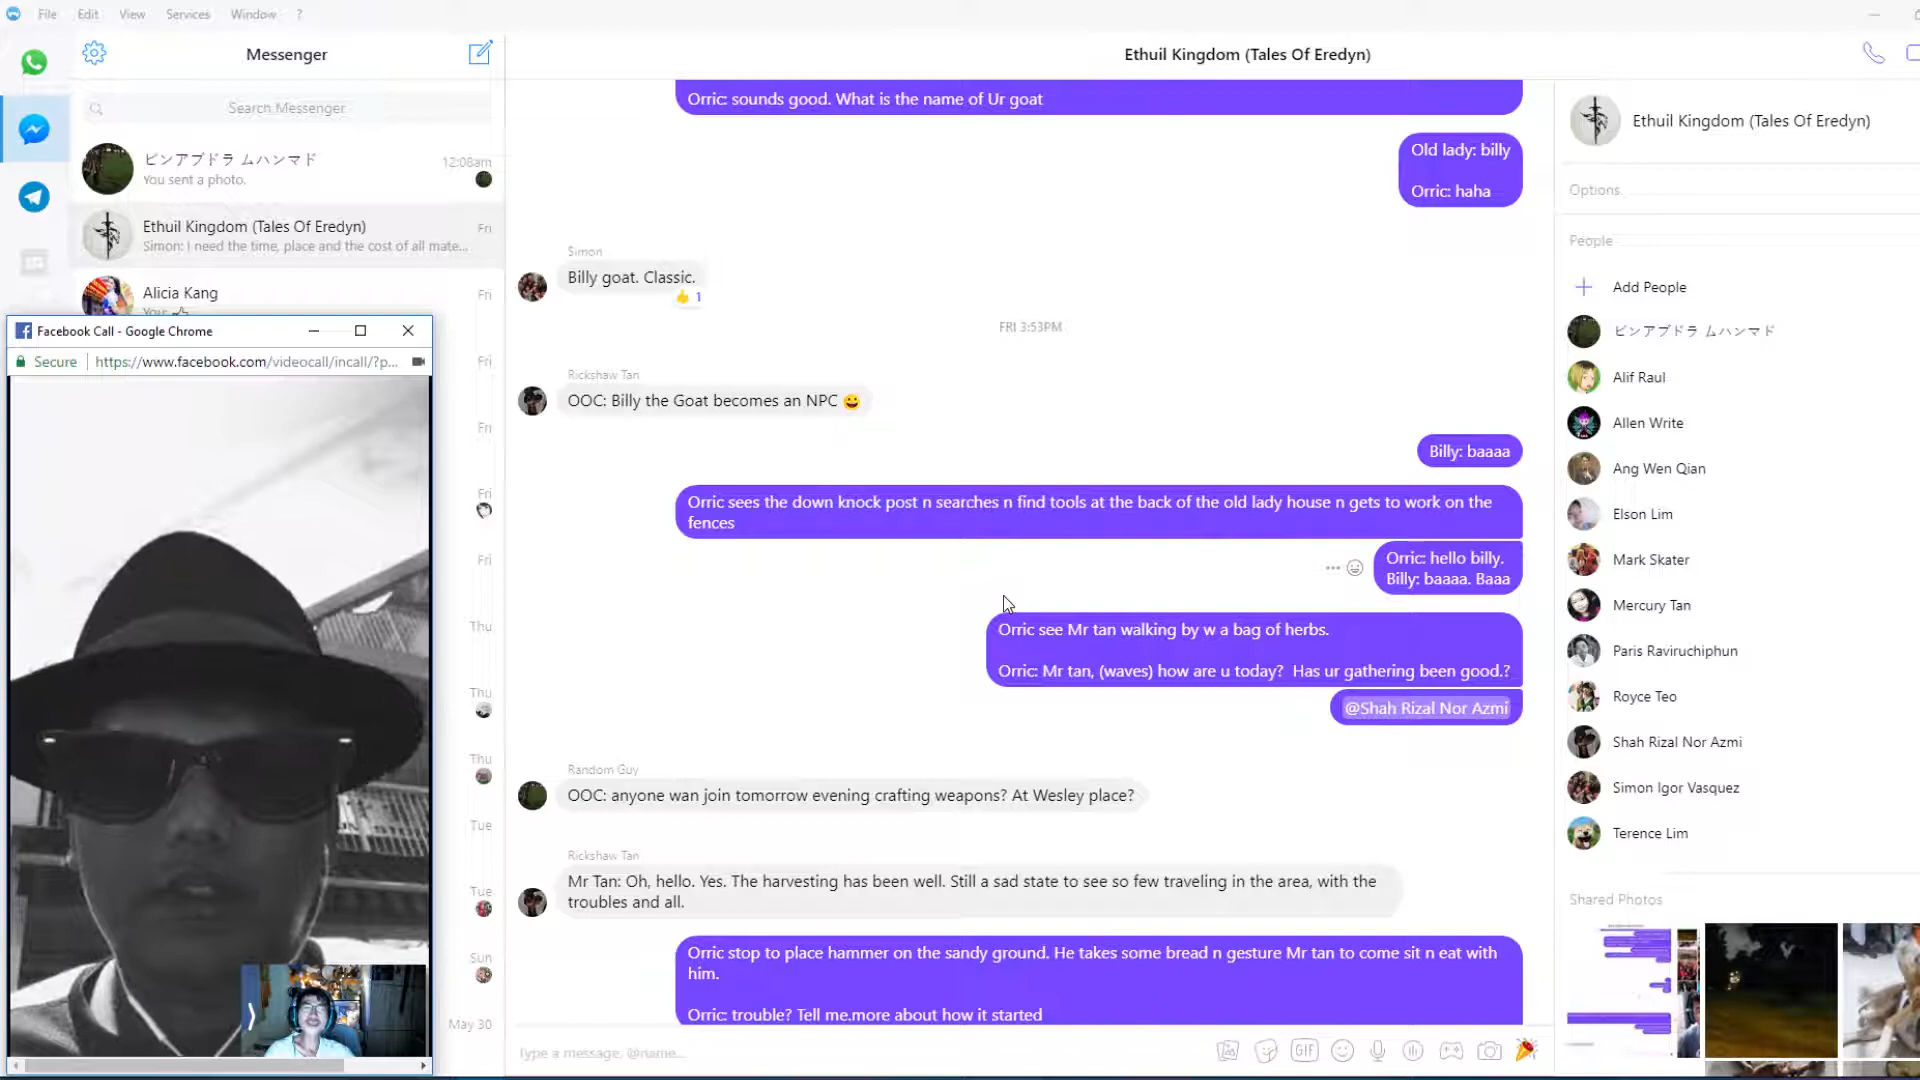 File Edit View Services Window ?
Messenger
Search Messenger
ビンアブドラ ムハンマド
12:08am
You sent a photo.
Ethuil Kingdom (Tales Of Eredyn)
Fri
Simon: I need the time, place and the cost of all mate...
Alicia Kang
Fri
Fri
Fri
Fri
Fri
Thu
Thu
Thu
Tue
Tue
Sun
May 30
Facebook Call - Google Chrome
Secure
https://www.facebook.com/videocall/incall/?p...
Ethuil Kingdom (Tales Of Eredyn)
Orric: sounds good. What is the name of Ur goat
Old lady: billy
Orric: haha
Simon
Billy goat. Classic.
1
FRI 3:53PM
Rickshaw Tan
OOC: Billy the Goat becomes an NPC 😀
Billy: baaaa
Orric sees the down knock post n searches n find tools at the back of the old lady house n gets to work on the
fences
Orric: hello billy.
Billy: baaaa. Baaa
Orric see Mr tan walking by w a bag of herbs.
Orric: Mr tan, (waves) how are u today? Has ur gathering been good.?
@Shah Rizal Nor Azmi
Random Guy
OOC: anyone wan join tomorrow evening crafting weapons? At Wesley place?
Rickshaw Tan
Mr Tan: Oh, hello. Yes. The harvesting has been well. Still a sad state to see so few traveling in the area, with the
troubles and all.
Orric stop to place hammer on the sandy ground. He takes some bread n gesture Mr tan to come sit n eat with
him.
Orric: trouble? Tell me.more about how it started
Type a message, @name...
GIF
Ethuil Kingdom (Tales Of Eredyn)
Options
People
Add People
ビンアブドラ ムハンマド
Alif Raul
Allen Write
Ang Wen Qian
Elson Lim
Mark Skater
Mercury Tan
Paris Raviruchiphun
Royce Teo
Shah Rizal Nor Azmi
Simon Igor Vasquez
Terence Lim
Shared Photos